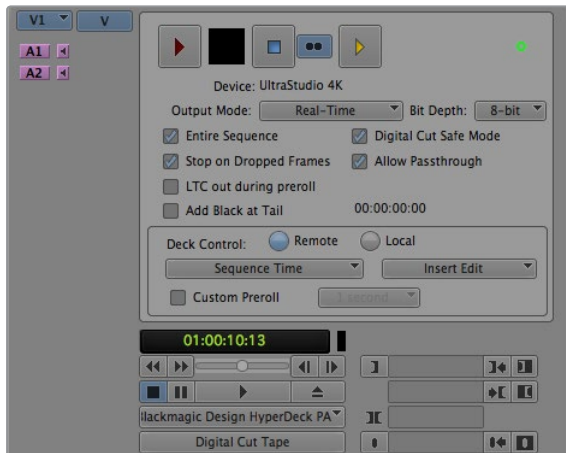 V1 V
A1
A2
Device: UltraStudio 4K
Output Mode: Real-Time Bit Depth: 8-bit
Entire Sequence Digital Cut Safe Mode
Stop on Dropped Frames Allow Passthrough
LTC out during preroll
Add Black at Tail 00:00:00:00
Deck Control: Remote Local
Sequence Time Insert Edit
Custom Preroll 1 second
01:00:10:13
llackmagic Design HyperDeck PA
Digital Cut Tape